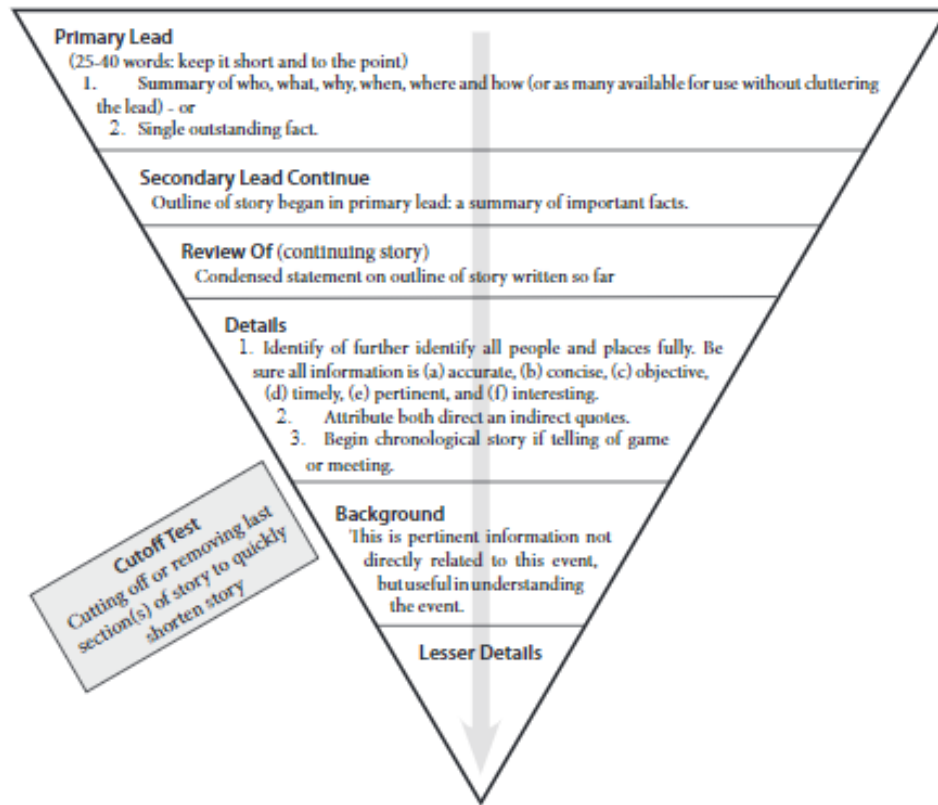 Primary Lead
(25-40 words: keep it short and to the point)
1. Summary of who, what, why, when, where and how (or as many available for use without cluttering
the lead) - or
2. Single outstanding fact.
Secondary Lead Continue
Outline of story began in primary lead: a summary of important facts.
Review Of (continuing story)
Condensed statement on outline of story written so far
Details
1. Identify of further identify all people and places fully. Be
sure all information is (a) accurate, (b) concise, (c) objective,
(d) timely, (e) pertinent, and (f) interesting.
2. Attribute both direct an indirect quotes.
3. Begin chronological story if telling of game
or meeting.
Cutoff Test
Cutting off or removing last
section(s) of story to quickly
shorten story
Background
This is pertinent information not
directly related to this event,
but useful in understanding
the event.
Lesser Details